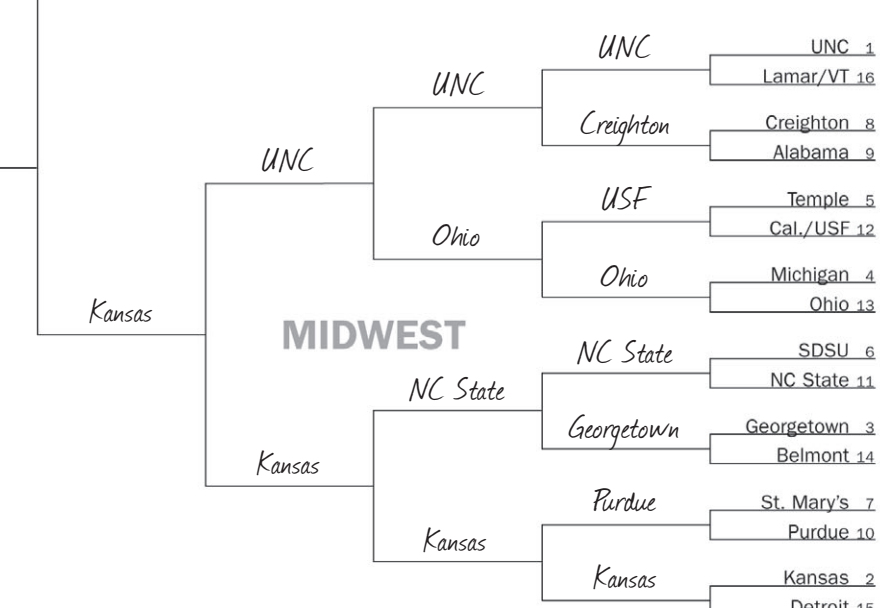 UNC 1
Lamar/VT 16
Creighton 8
Alabama 9
Temple 5
Cal./USF 12
Michigan 4
Ohio 13
SDSU 6
NC State 11
Georgetown 3
Belmont 14
St. Mary's 7
Purdue 10
Kansas 2
Detroit 15
UNC
Creighton
USF
Ohio
NC State
Georgetown
Purdue
Kansas
UNC
Ohio
NC State
Kansas
UNC
Kansas
Kansas
MIDWEST